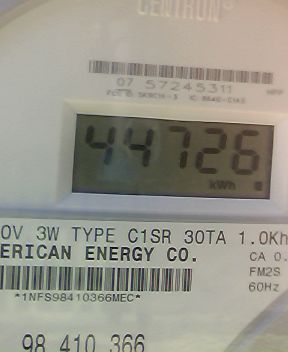 CENTRON®
07 57245311
44726
kWh
0V 3W TYPE C1SR 30TA 1.0Kh
ERICAN ENERGY CO.
CA 0.
FM2S
60Hz
*1NFS98410366MEC*
98 410 366